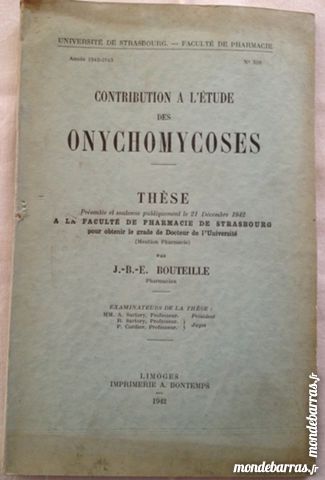 UNIVERSITÉ DE STRASBOURG. — FACULTÉ DE PHARMACIE
Année 1942-1943
N°
CONTRIBUTION A L'ÉTUDE
DES
ONYCHOMYCOSES
THÈSE
Présentée et soutenue publiquement le 21 Décembre 1942
A LA FACULTÉ DE PHARMACIE DE STRASBOURG
pour obtenir le grade de Docteur de l'Université
(Mention Pharmacie)
PAR
J.-B.-E. BOUTEILLE
Pharmacien
EXAMINATEURS DE LA THÈSE :
MM. A. Sartory, Professeur. Président
R. Sartory, Professeur.
P. Cordier, Professeur. } Juges
LIMOGES
IMPRIMERIE A. BONTEMPS
1942
mondebarras.fr
mondebarras.fr